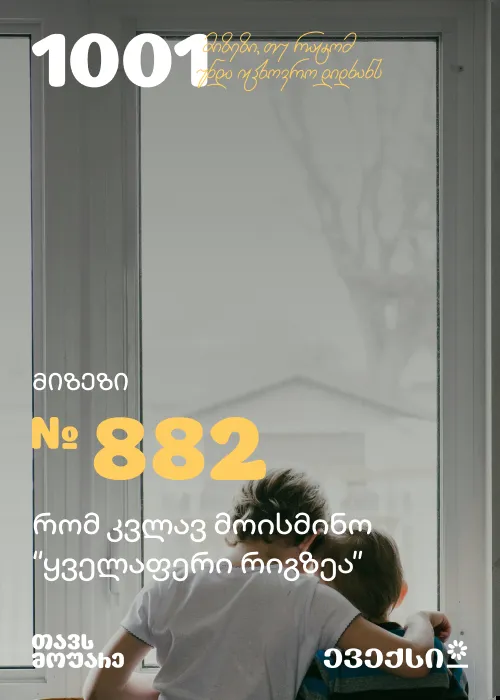 1001 მიზეზი, თუ რატომ
უნდა იცხოვრო დიდხანს
მიზეზი
№ 882
რომ კვლავ მოისმინო
“ყველაფერი რიგზეა”
თავს
მოუარე
ევექსი